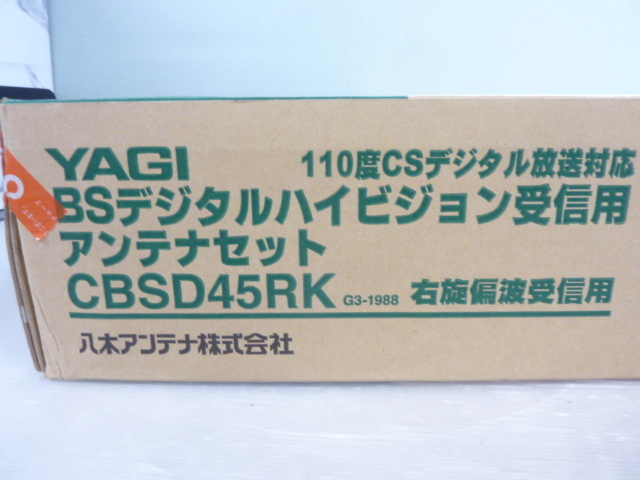 YAGI 110度CSデジタル放送対応
BSデジタルハイビジョン受信用
アンテナセット
CBSD45RK G3-1988 右旋偏波受信用
八木アンテナ株式会社